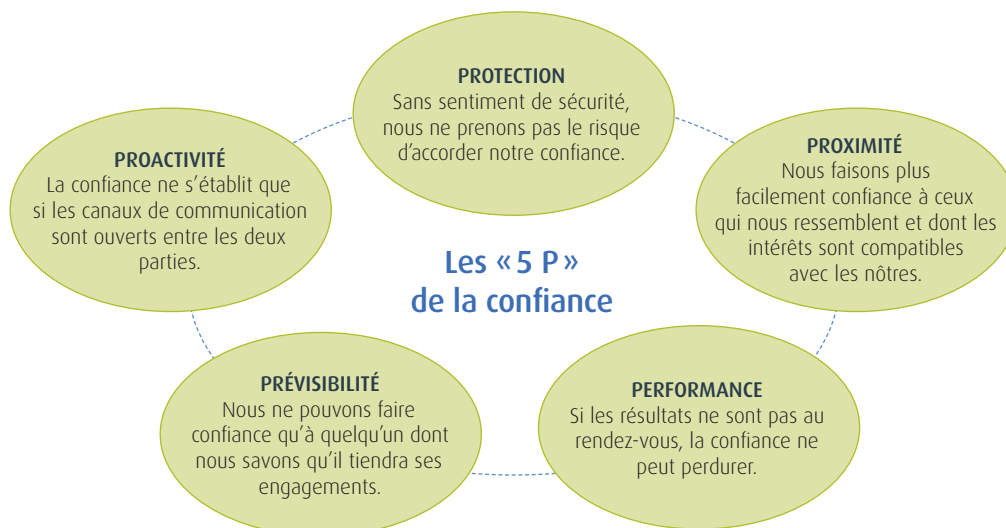 PROTECTION
Sans sentiment de sécurité,
nous ne prenons pas le risque
d’accorder notre confiance.
PROACTIVITÉ
La confiance ne s’établit que
si les canaux de communication
sont ouverts entre les deux
parties.
PROXIMITÉ
Nous faisons plus
facilement confiance à ceux
qui nous ressemblent et dont les
intérêts sont compatibles
avec les nôtres.
Les « 5 P »
de la confiance
PRÉVISIBILITÉ
Nous ne pouvons faire
confiance qu’à quelqu’un dont
nous savons qu’il tiendra ses
engagements.
PERFORMANCE
Si les résultats ne sont pas au
rendez-vous, la confiance ne
peut perdurer.